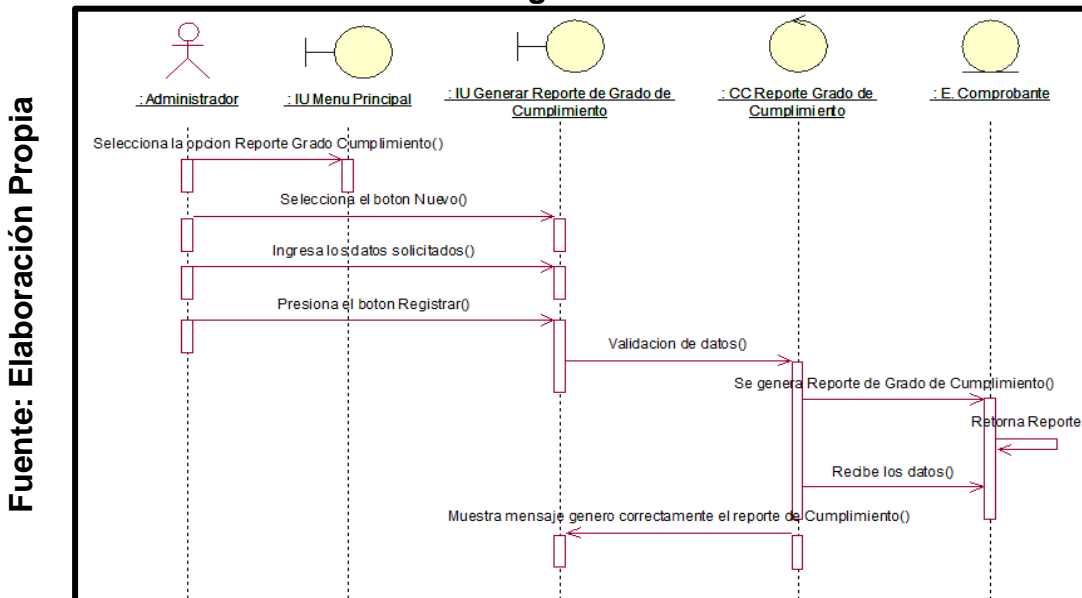 : Administrador
: IU Menu Principal
: IU Generar Reporte de Grado de
Cumplimiento
: CC Reporte Grado de
Cumplimiento
: E. Comprobante
Selecciona la opcion Reporte Grado Cumplimiento()
Selecciona el boton Nuevo()
Ingresa los datos solicitados()
Presiona el boton Registrar()
Validacion de datos()
Se genera Reporte de Grado de Cumplimiento()
Retorna Reporte
Recibe los datos()
Muestra mensaje genero correctamente el reporte de Cumplimiento()
Fuente: Elaboración Propia